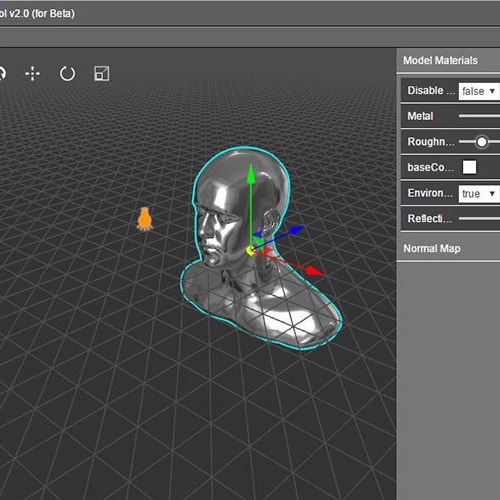 ol v2.0 (for Beta)
Model Materials
Disable ... false
Metal
Roughn...
baseCo...
Environ... true
Reflecti...
Normal Map